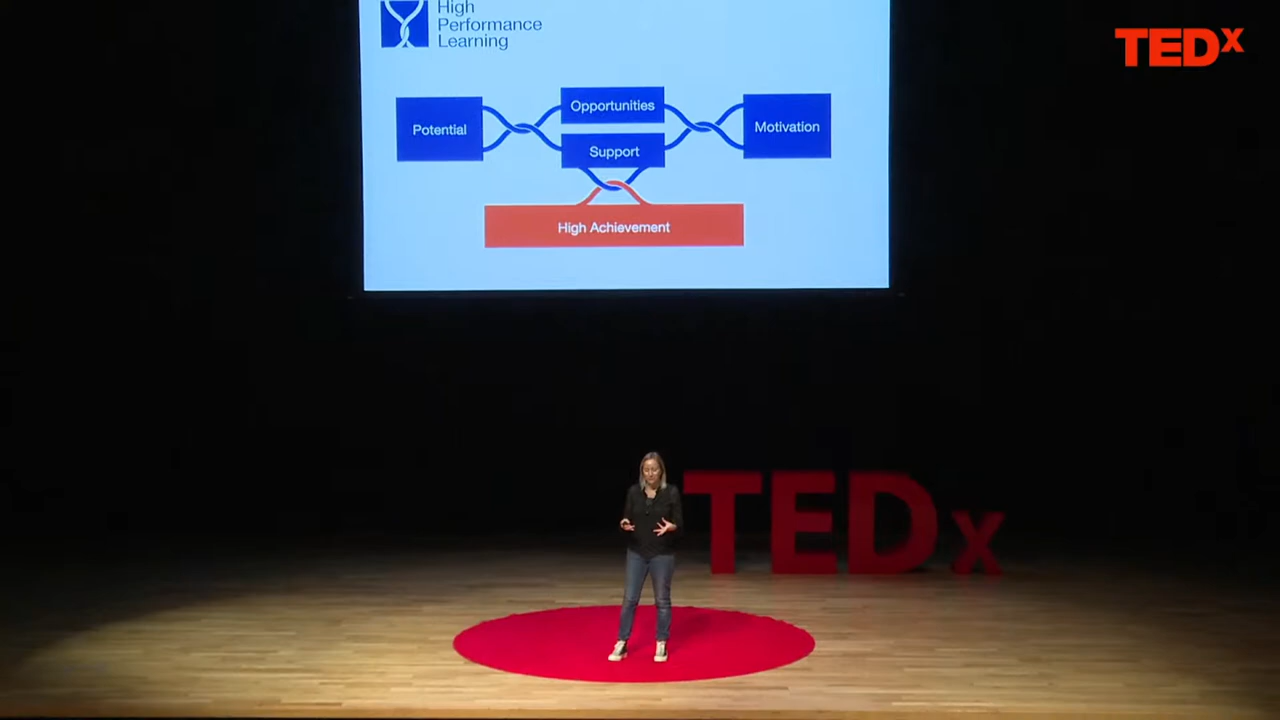 High
Performance
Learning
TEDx
Potential
Opportunities
Support
Motivation
High Achievement
TEDx